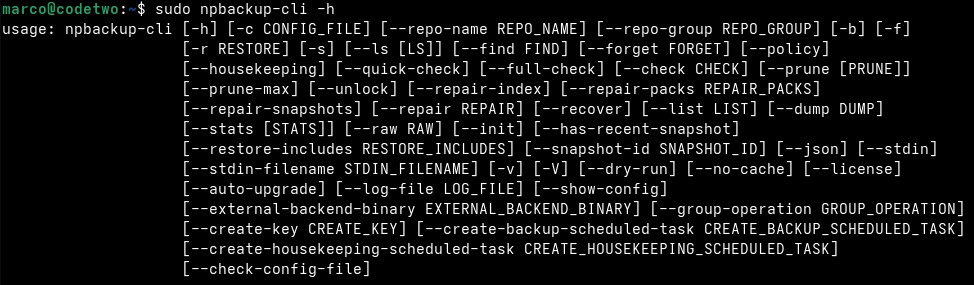 marco@codetwo:~$ sudo npbackup-cli -h
usage: npbackup-cli [-h] [-c CONFIG_FILE] [--repo-name REPO_NAME] [--repo-group REPO_GROUP] [-b] [-f]
[-r RESTORE] [-s] [--ls [LS]] [--find FIND] [--forget FORGET] [--policy]
[--housekeeping] [--quick-check] [--full-check] [--check CHECK] [--prune [PRUNE]]
[--prune-max] [--unlock] [--repair-index] [--repair-packs REPAIR_PACKS]
[--repair-snapshots] [--repair REPAIR] [--recover] [--list LIST] [--dump DUMP]
[--stats [STATS]] [--raw RAW] [--init] [--has-recent-snapshot]
[--restore-includes RESTORE_INCLUDES] [--snapshot-id SNAPSHOT_ID] [--json] [--stdin]
[--stdin-filename STDIN_FILENAME] [-v] [-V] [--dry-run] [--no-cache] [--license]
[--auto-upgrade] [--log-file LOG_FILE] [--show-config]
[--external-backend-binary EXTERNAL_BACKEND_BINARY] [--group-operation GROUP_OPERATION]
[--create-key CREATE_KEY] [--create-backup-scheduled-task CREATE_BACKUP_SCHEDULED_TASK]
[--create-housekeeping-scheduled-task CREATE_HOUSEKEEPING_SCHEDULED_TASK]
[--check-config-file]